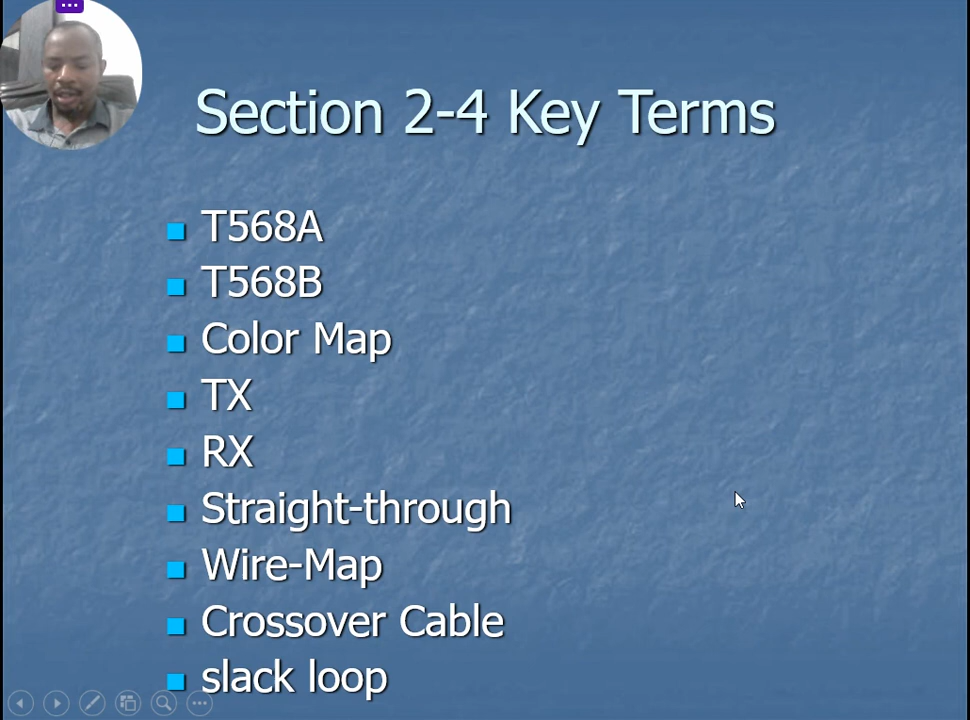 Section 2-4 Key Terms
T568A
T568B
Color Map
TX
RX
Straight-through
Wire-Map
Crossover Cable
slack loop